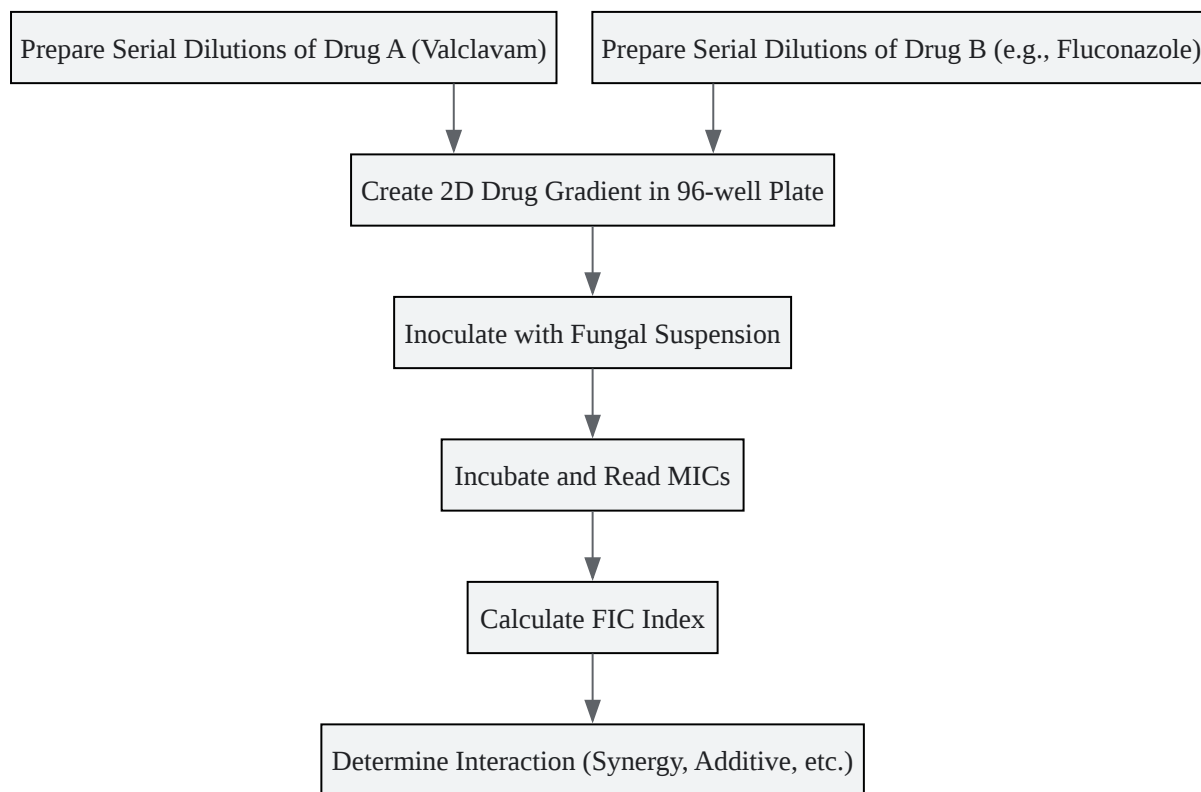 Prepare Serial Dilutions of Drug A (Valclavam)
Prepare Serial Dilutions of Drug B (e.g., Fluconazole)
Create 2D Drug Gradient in 96-well Plate
Inoculate with Fungal Suspension
Incubate and Read MICs
Calculate FIC Index
Determine Interaction (Synergy, Additive, etc.)